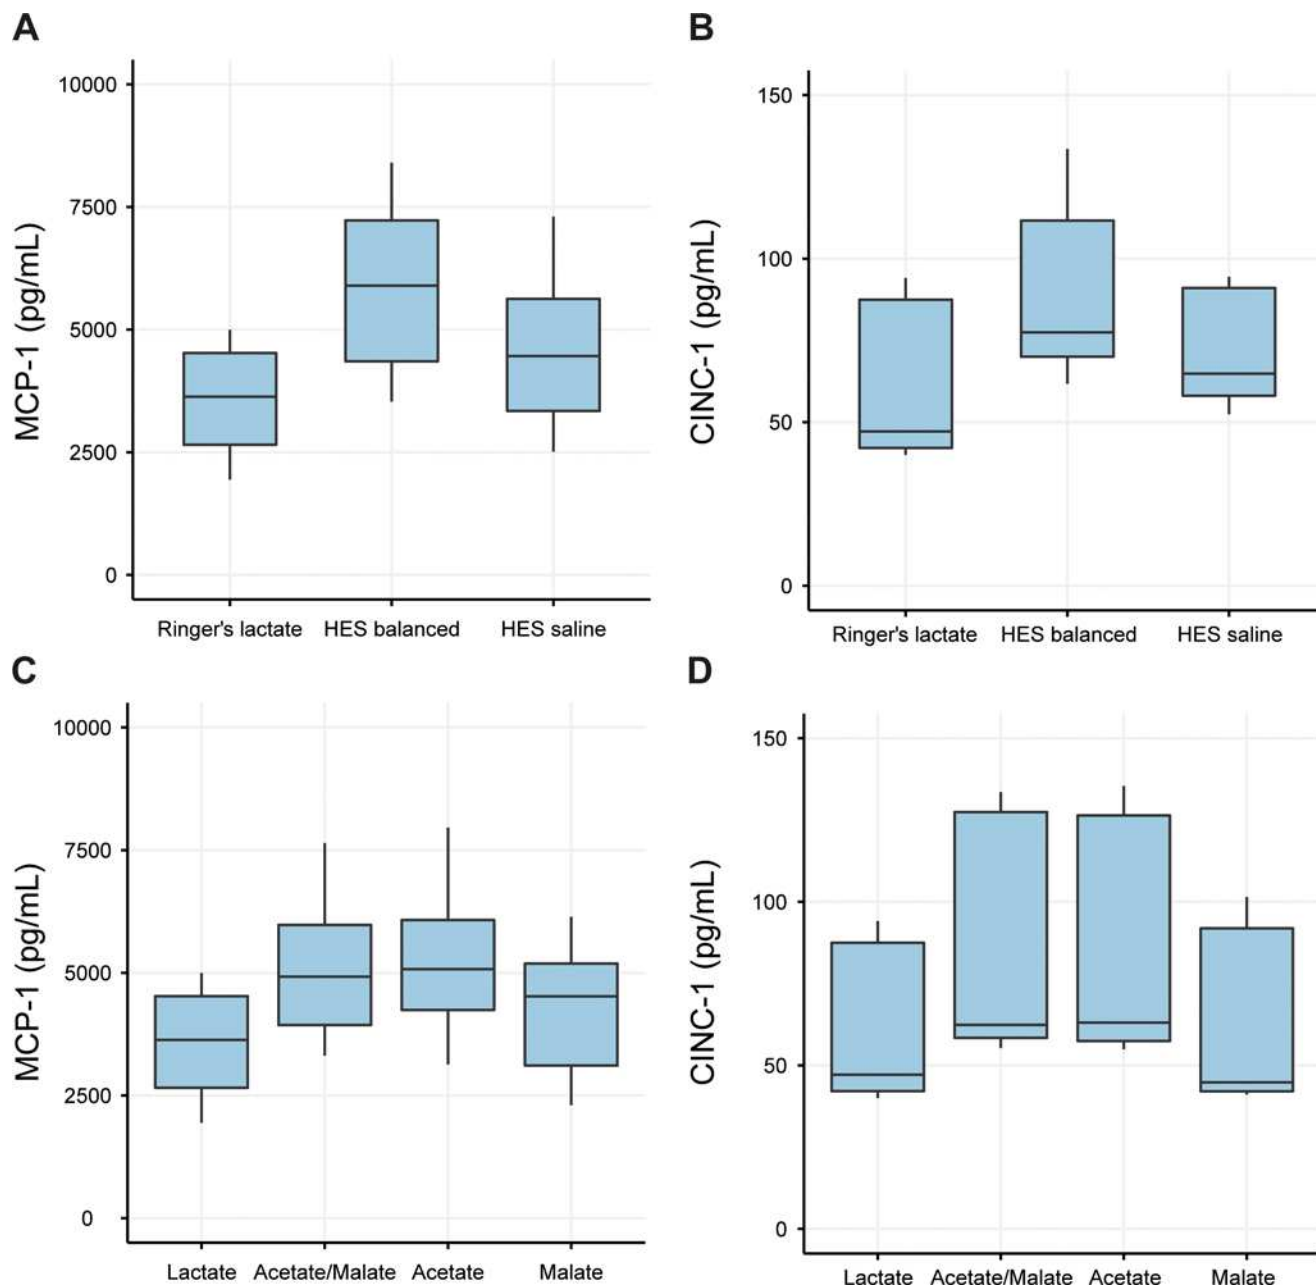 A
MCP-1 (pg/mL)
10000
7500
5000
2500
0
Ringer's lactate HES balanced HES saline
B
CINC-1 (pg/mL)
150
100
50
0
Ringer's lactate HES balanced HES saline
C
MCP-1 (pg/mL)
10000
7500
5000
2500
0
Lactate Acetate/Malate Acetate Malate
D
CINC-1 (pg/mL)
150
100
50
0
Lactate Acetate/Malate Acetate Malate